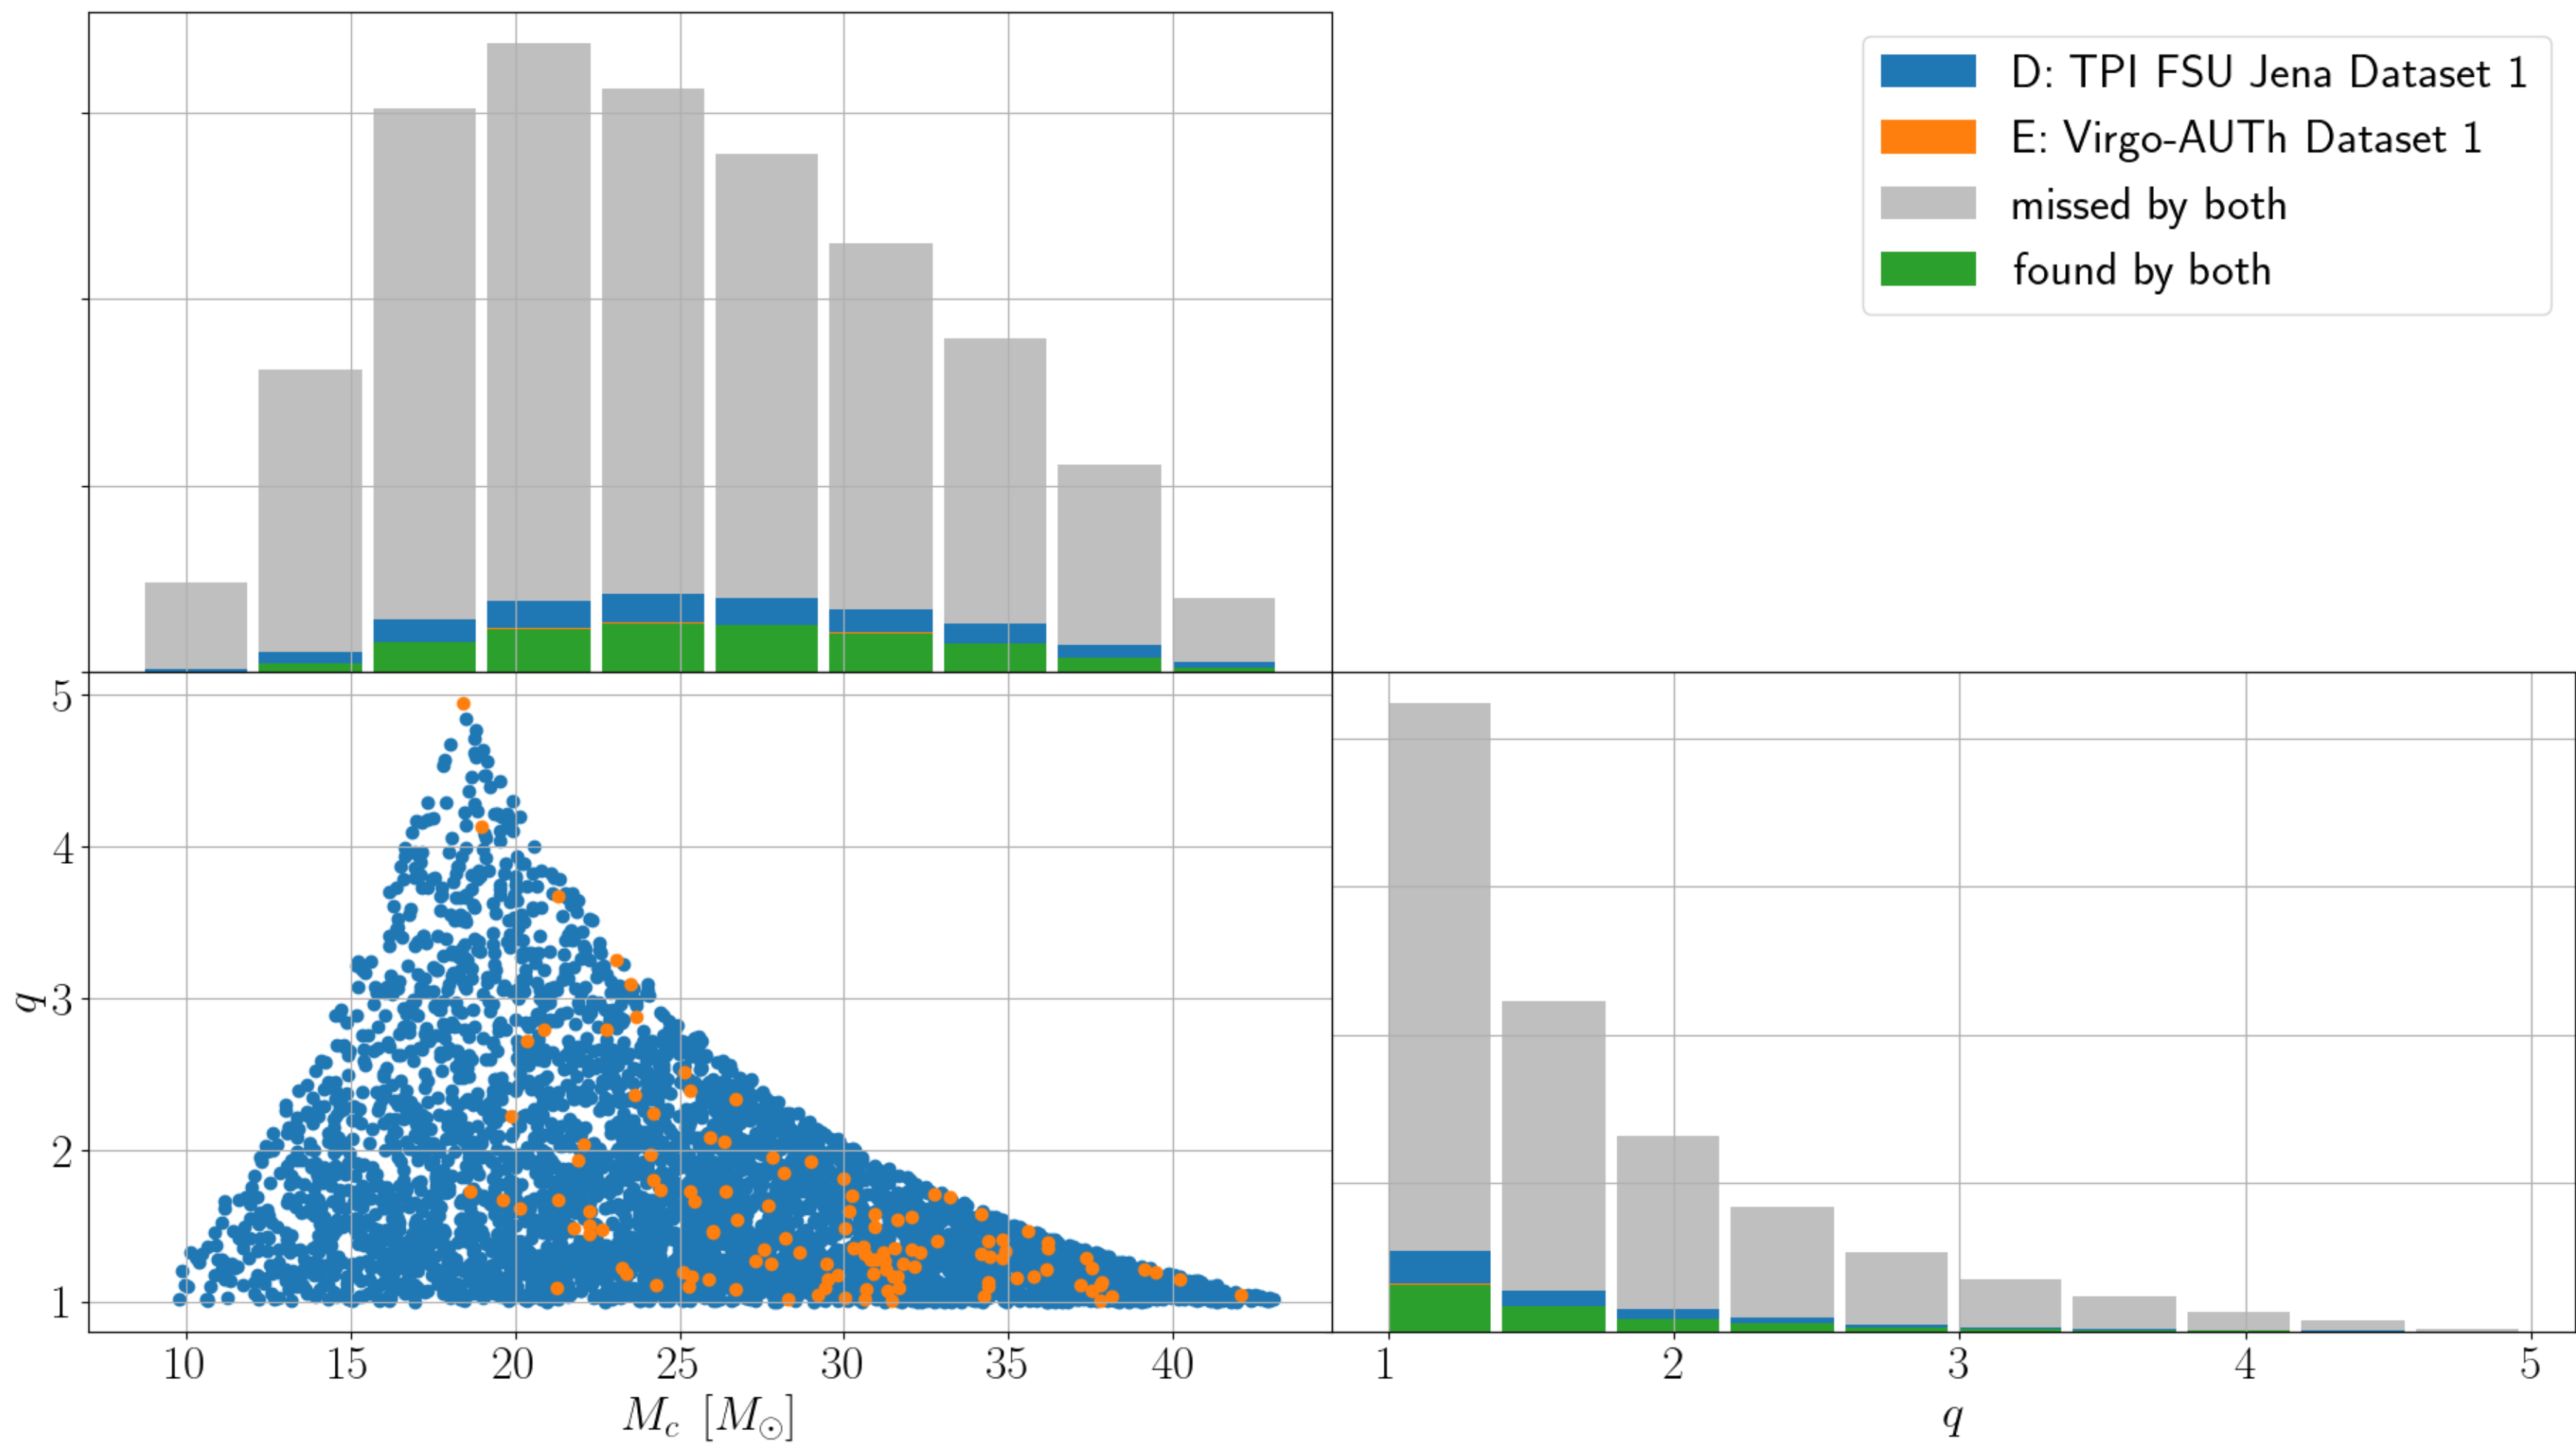 D: TPI FSU Jena Dataset 1
E: Virgo-AUTh Dataset 1
missed by both
found by both
5
4
3
2
1
q
10 15 20 25 30 35 40
M_c [M_⊙]
1 2 3 4 5
q